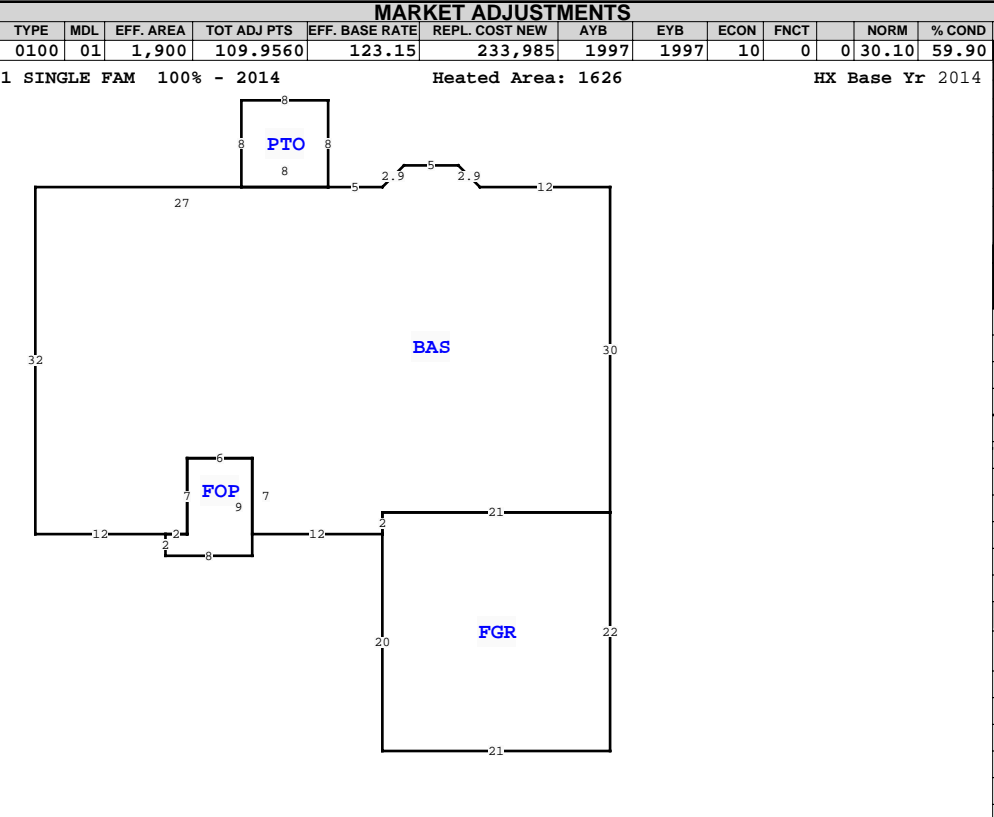 MARKET ADJUSTMENTS
TYPE MDL EFF. AREA TOT ADJ PTS EFF. BASE RATE REPL. COST NEW AYB EYB ECON FNCT NORM % COND
0100 01 1,900 109.9560 123.15 233,985 1997 1997 10 0 0 30.10 59.90
1 SINGLE FAM 100% - 2014 Heated Area: 1626 HX Base Yr 2014
8
8 PTO 8
8
5
2.9 2.9
5 12
27
BAS
32 30
6
FOP
7 7
9
21
2
12 2 12
2
8
FGR
20 22
21